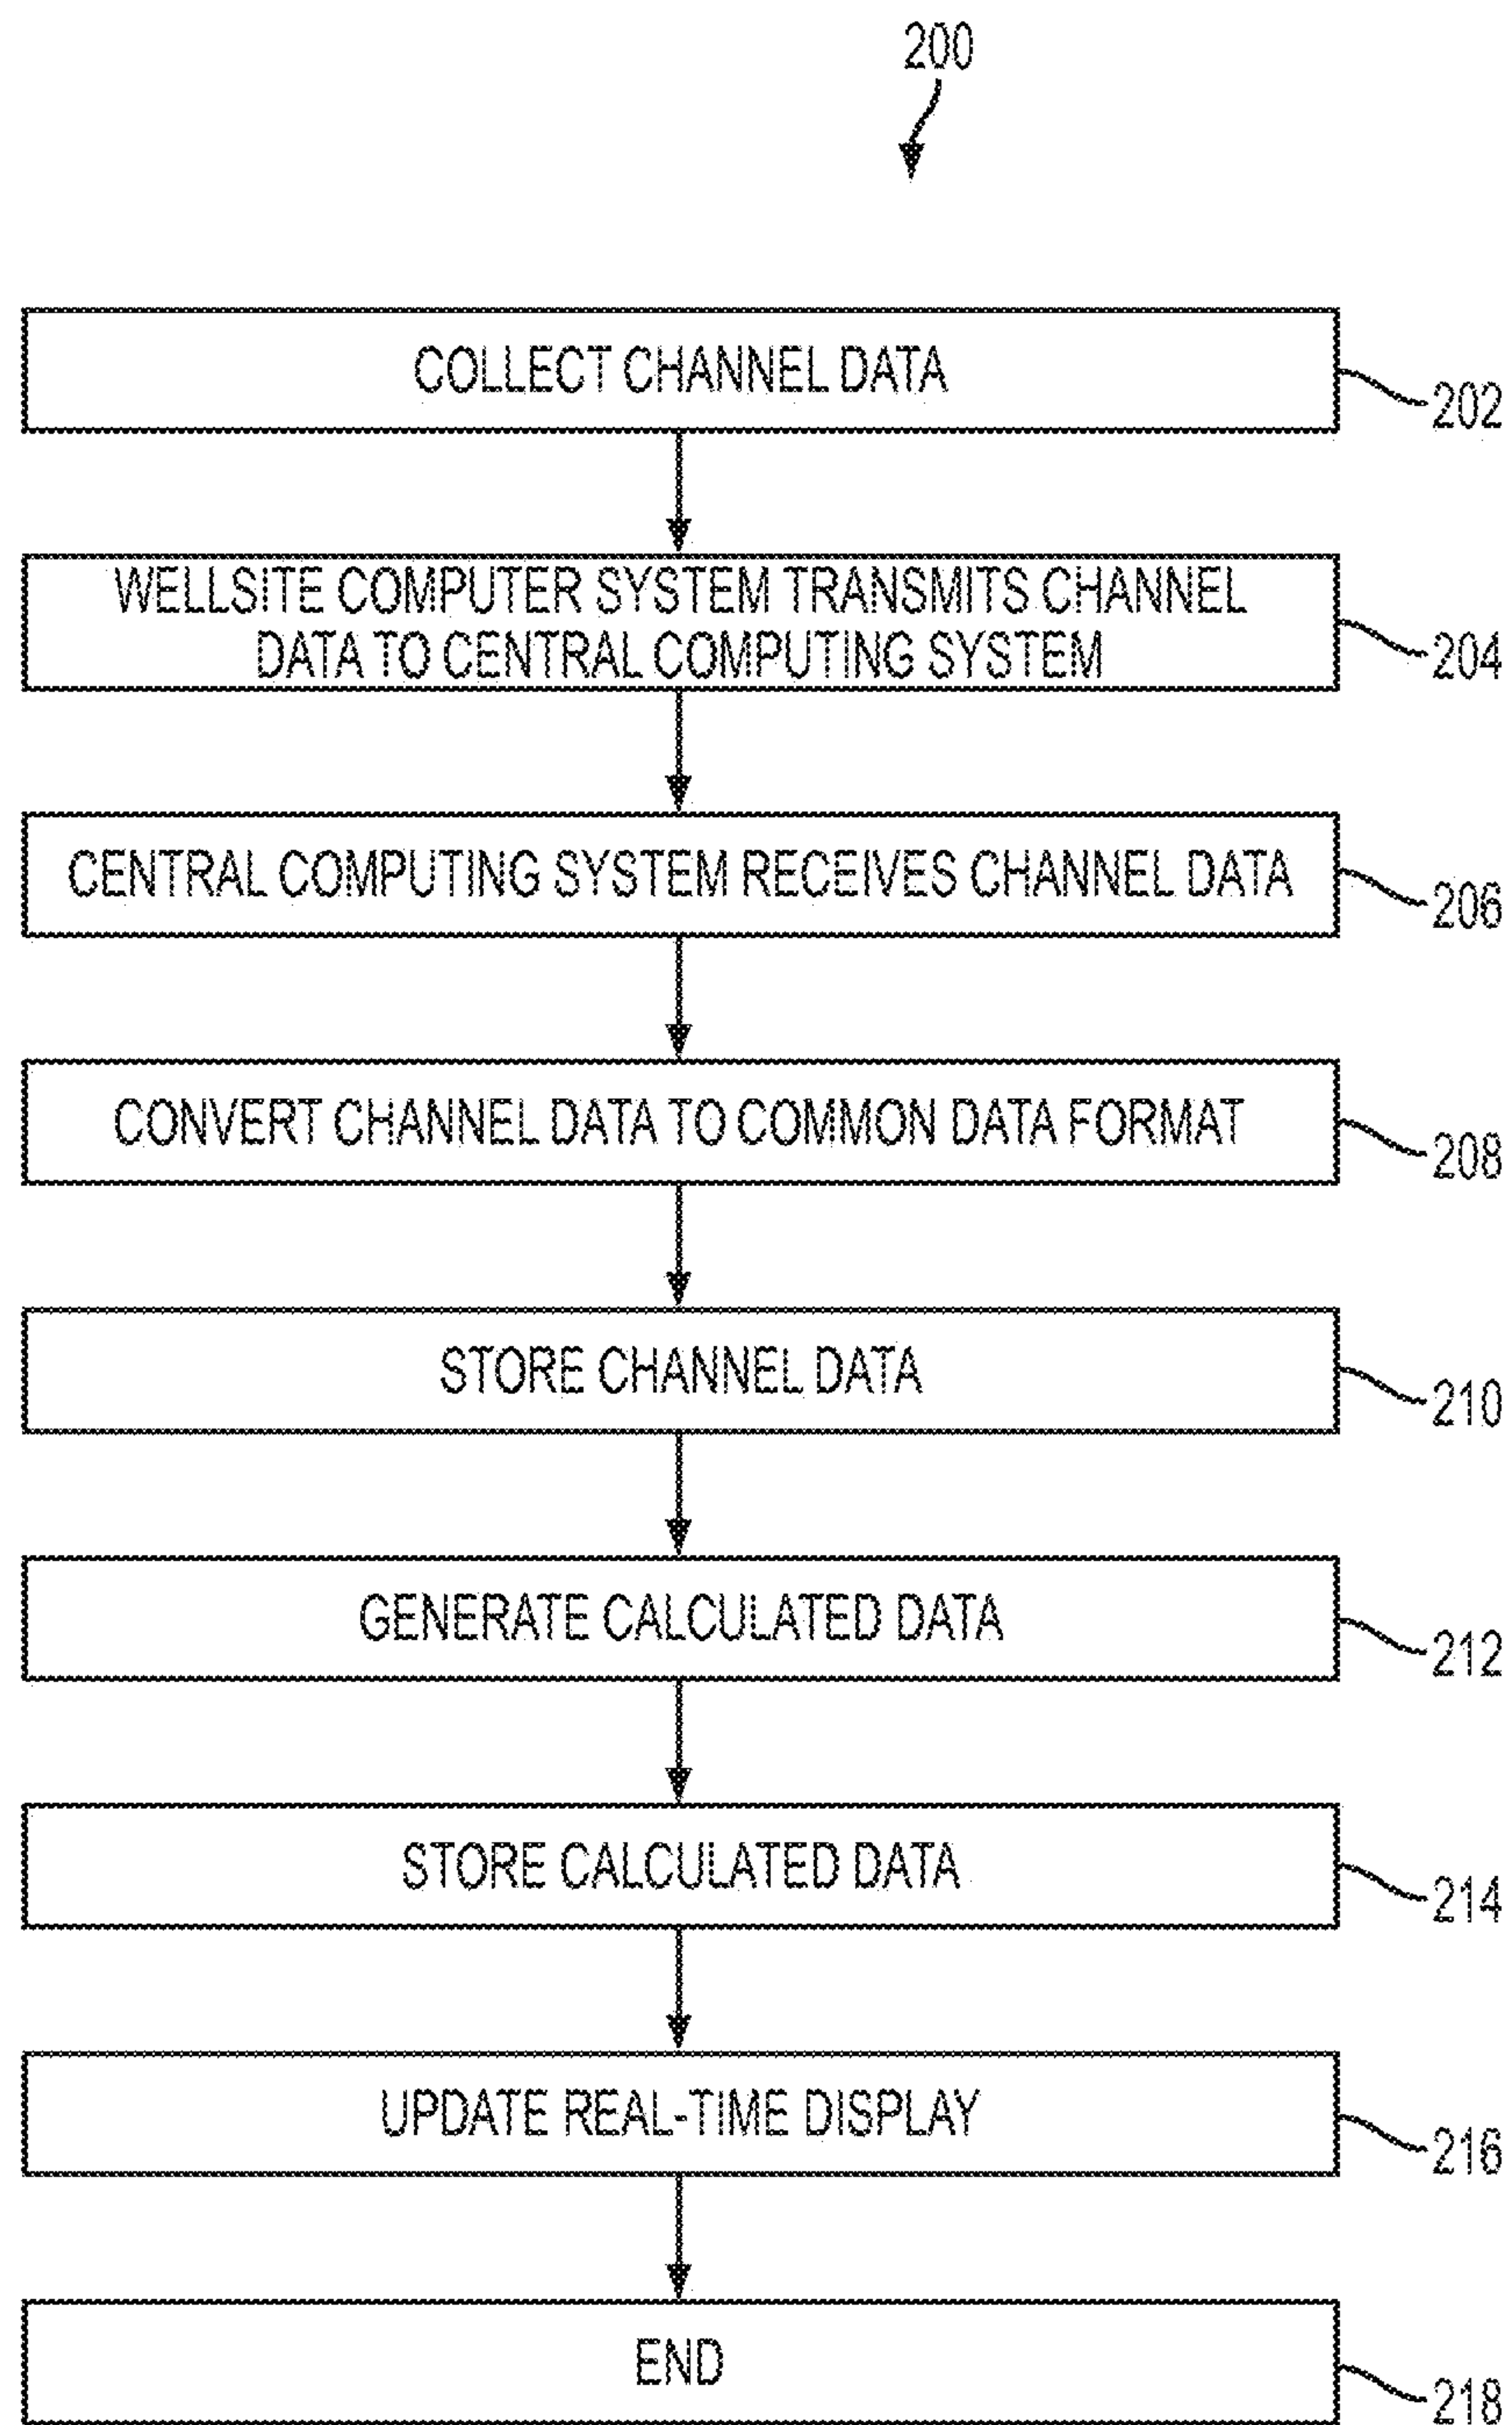 200
COLLECT CHANNEL DATA
202
WELLSITE COMPUTER SYSTEM TRANSMITS CHANNEL
DATA TO CENTRAL COMPUTING SYSTEM
204
CENTRAL COMPUTING SYSTEM RECEIVES CHANNEL DATA
206
CONVERT CHANNEL DATA TO COMMON DATA FORMAT
208
STORE CHANNEL DATA
210
GENERATE CALCULATED DATA
212
STORE CALCULATED DATA
214
UPDATE REAL-TIME DISPLAY
216
END
218